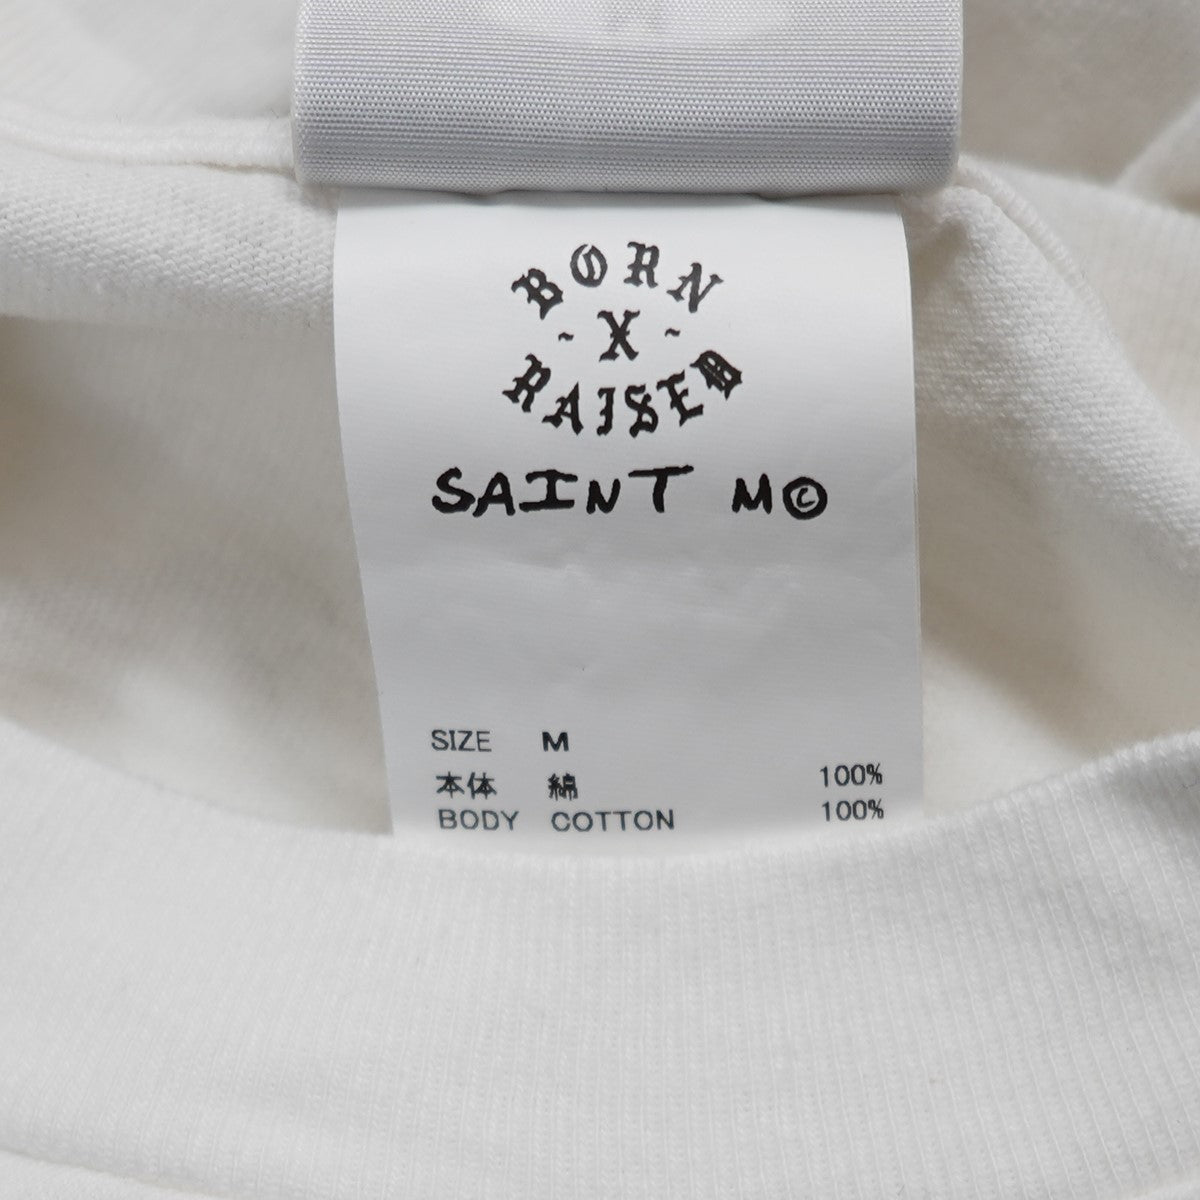 BORN
~ X ~
RAISED
SAINT M©
SIZE M
本体 綿 100%
BODY COTTON 100%